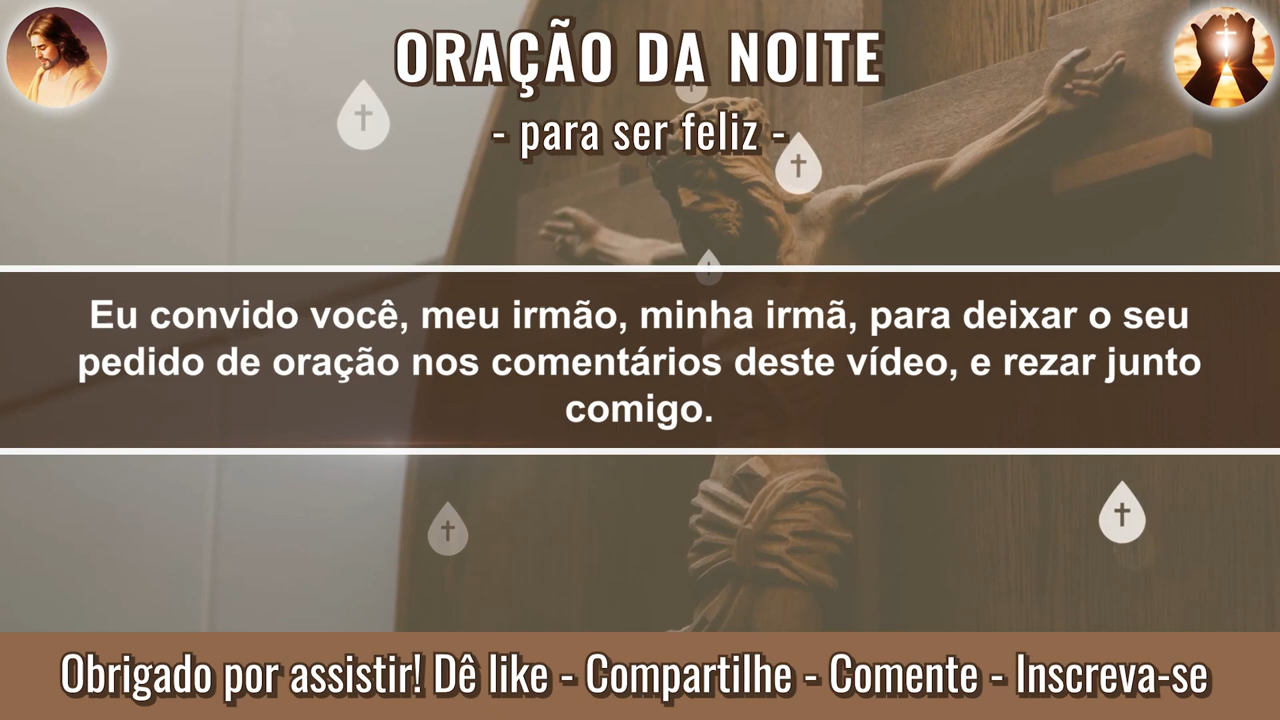 ORAÇÃO DA NOITE
- para ser feliz -
Eu convido você, meu irmão, minha irmã, para deixar o seu
pedido de oração nos comentários deste vídeo, e rezar junto
comigo.
Obrigado por assistir! Dê like - Compartilhe - Comente - Inscreva-se